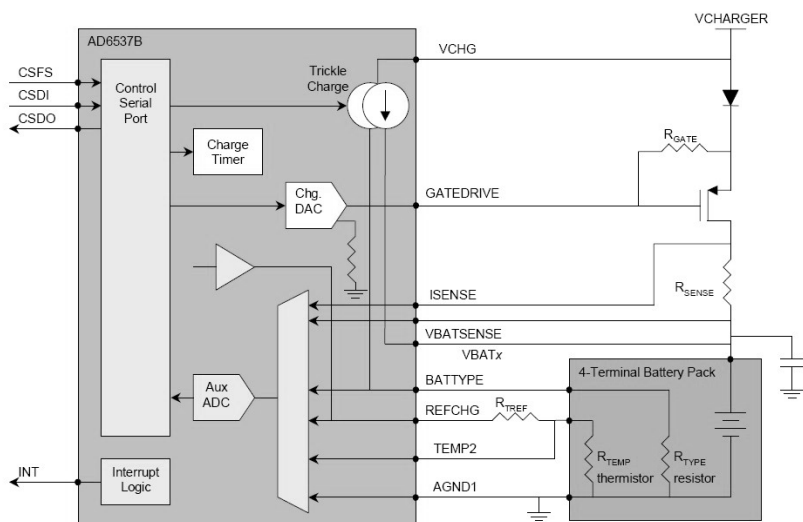 VCHARGER
AD6537B
VCHG
CSFS
CSDI
CSDO
Control
Serial
Port
Trickle
Charge
Charge
Timer
RGATE
Chg.
DAC
GATEDRIVE
ISENSE
RSENSE
VBATSENSE
VBATx
4-Terminal Battery Pack
BATTYPE
Aux
ADC
REFCHG
RTREF
TEMP2
RTEMP
thermistor
RTYPE
resistor
INT
Interrupt
Logic
AGND1